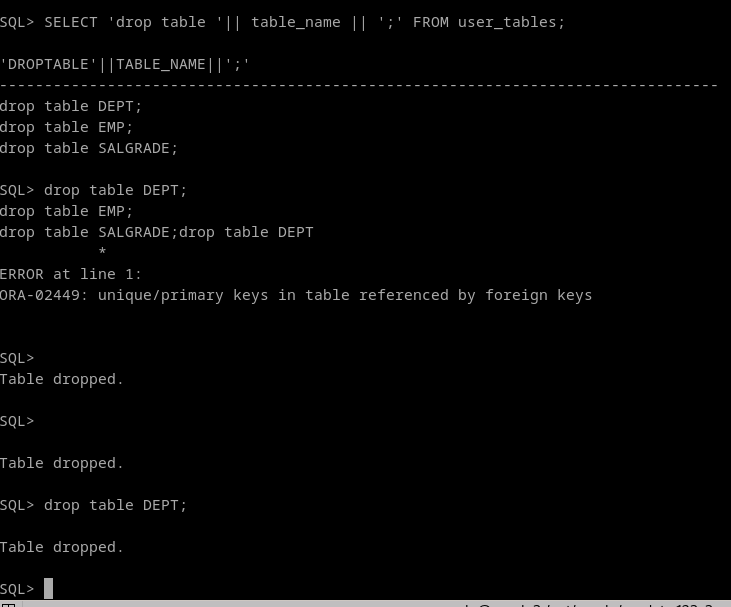 SQL> SELECT 'drop table '|| table_name || ';' FROM user_tables;
'DROPTABLE'||TABLE_NAME||';'
--------------------------------------------------------------------------------
drop table DEPT;
drop table EMP;
drop table SALGRADE;
SQL> drop table DEPT;
drop table EMP;
drop table SALGRADE;drop table DEPT
*
ERROR at line 1:
ORA-02449: unique/primary keys in table referenced by foreign keys
SQL>
Table dropped.
SQL>
Table dropped.
SQL> drop table DEPT;
Table dropped.
SQL>